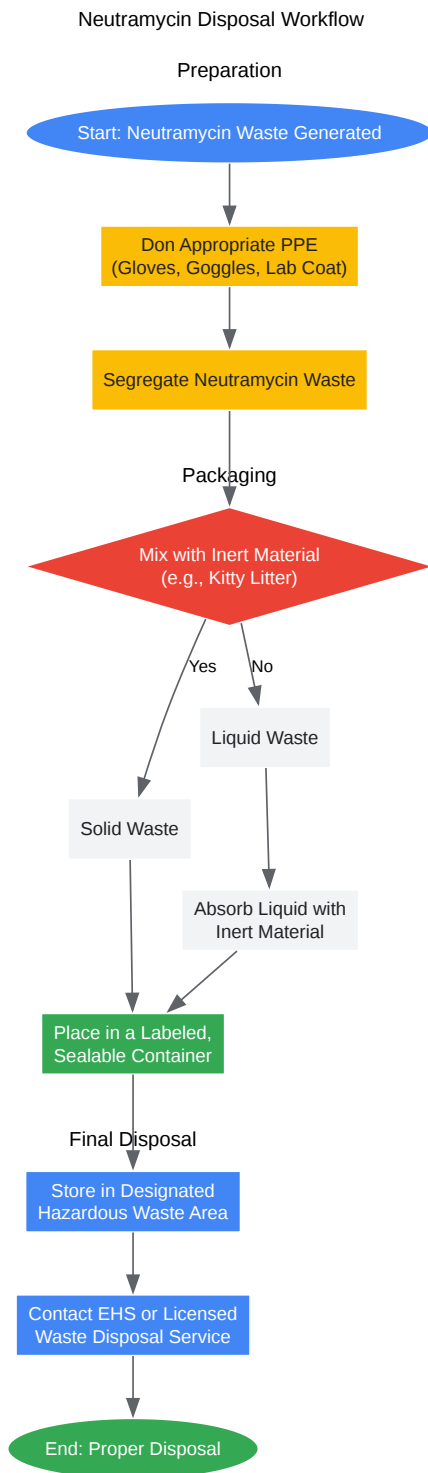 Neutramycin Disposal Workflow
Preparation
Start: Neutramycin Waste Generated
Don Appropriate PPE
(Gloves, Goggles, Lab Coat)
Segregate Neutramycin Waste
Packaging
Mix with Inert Material
(e.g., Kitty Litter)
Yes
No
Liquid Waste
Solid Waste
Absorb Liquid with
Inert Material
Place in a Labeled,
Sealable Container
Final Disposal
Store in Designated
Hazardous Waste Area
Contact EHS or Licensed
Waste Disposal Service
End: Proper Disposal